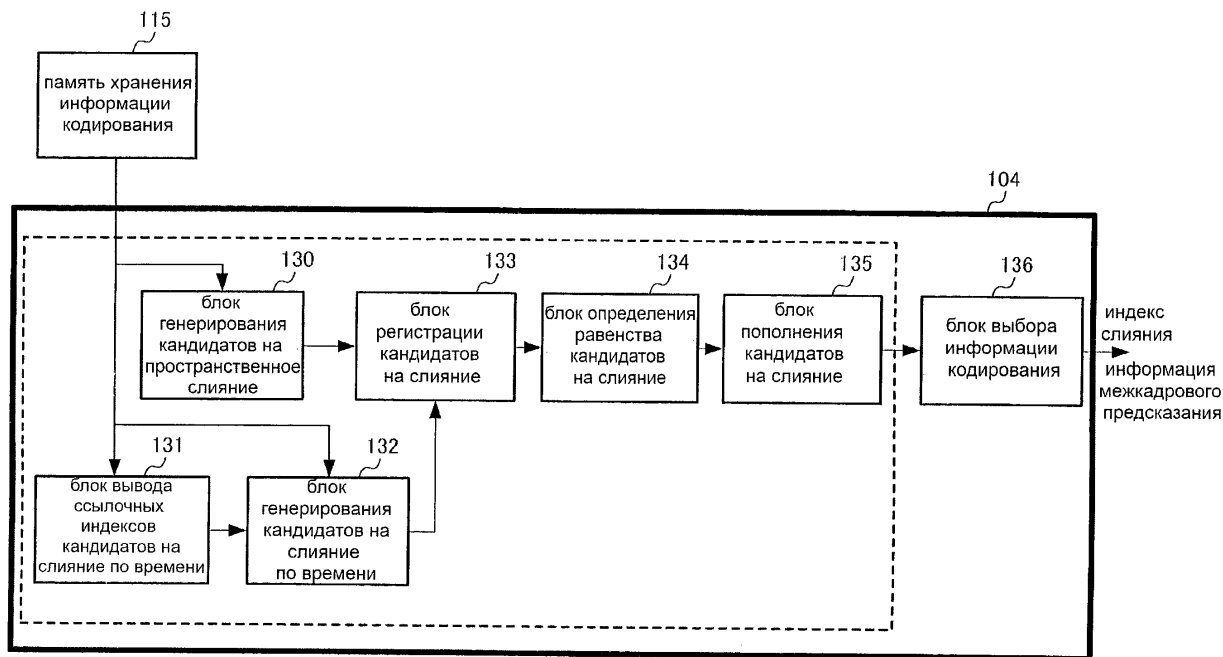 115
память хранения
информации
кодирования
104
130
блок
генерирования
кандидатов на
пространственное
слияние
133
блок
регистрации
кандидатов
на слияние
134
блок определения
равенства
кандидатов
на слияние
135
блок
пополнения
кандидатов
на слияние
136
блок выбора
информации
кодирования
индекс
слияния
информация
межкадрового
предсказания
131
блок вывода
ссылочных
индексов
кандидатов на
слияние по времени
132
блок
генерирования
кандидатов на
слияние
по времени